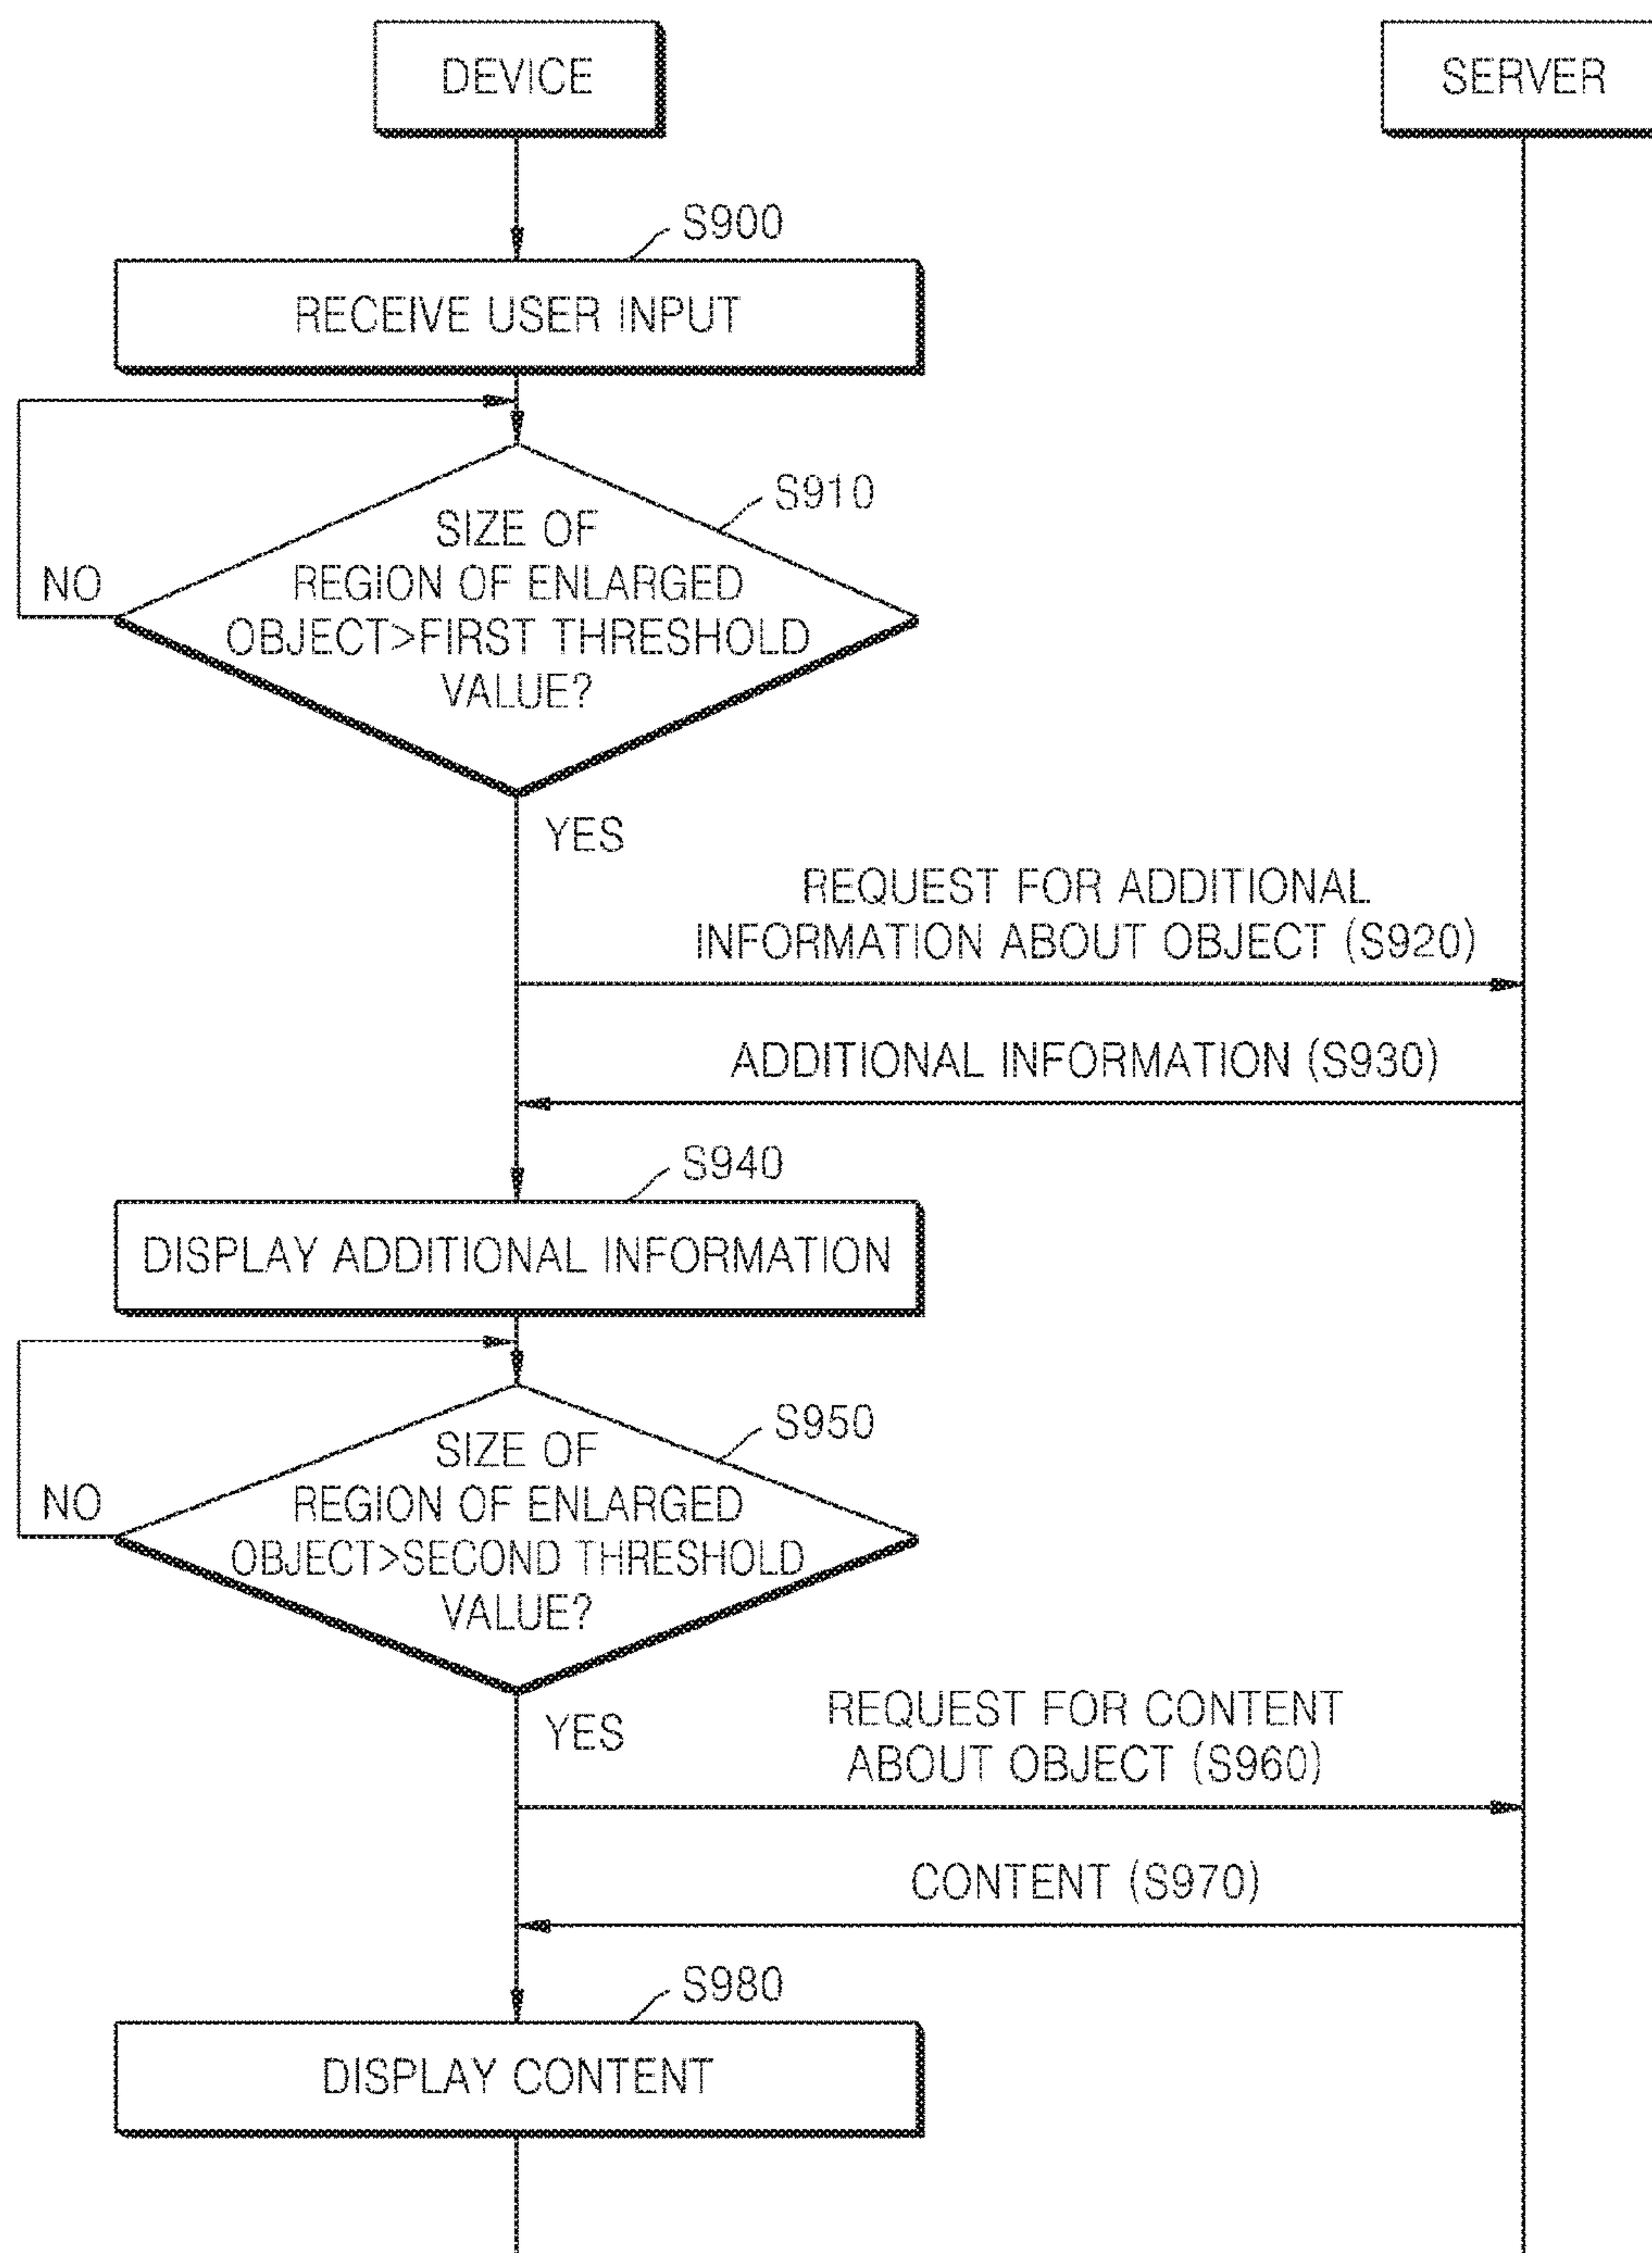 DEVICE
SERVER
S900
RECEIVE USER INPUT
S910
SIZE OF
REGION OF ENLARGED
OBJECT>FIRST THRESHOLD
VALUE?
NO
YES
REQUEST FOR ADDITIONAL
INFORMATION ABOUT OBJECT (S920)
ADDITIONAL INFORMATION (S930)
S940
DISPLAY ADDITIONAL INFORMATION
S950
SIZE OF
REGION OF ENLARGED
OBJECT>SECOND THRESHOLD
VALUE?
NO
YES
REQUEST FOR CONTENT
ABOUT OBJECT (S960)
CONTENT (S970)
S980
DISPLAY CONTENT